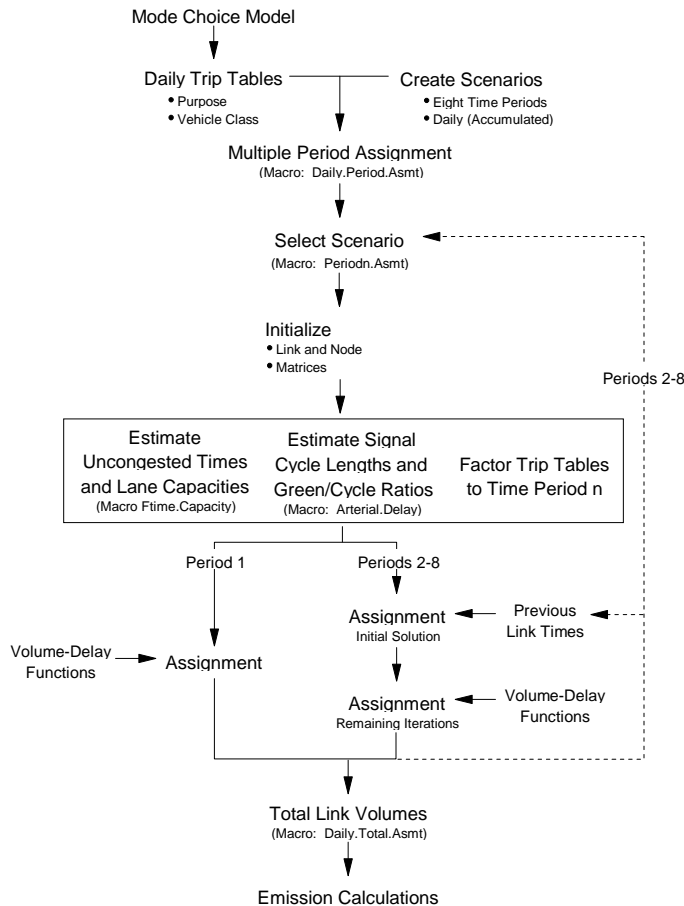 Mode Choice Model
Daily Trip Tables
• Purpose
• Vehicle Class
Create Scenarios
• Eight Time Periods
• Daily (Accumulated)
Multiple Period Assignment
(Macro: Daily.Period.Asmt)
Select Scenario
(Macro: Periodn.Asmt)
Initialize
• Link and Node
• Matrices
Periods 2-8
Estimate
Uncongested Times
and Lane Capacities
(Macro Ftime.Capacity)
Estimate Signal
Cycle Lengths and
Green/Cycle Ratios
(Macro: Arterial.Delay)
Factor Trip Tables
to Time Period n
Period 1
Periods 2-8
Assignment
Initial Solution
Previous
Link Times
Volume-Delay
Functions
Assignment
Assignment
Remaining Iterations
Volume-Delay
Functions
Total Link Volumes
(Macro: Daily.Total.Asmt)
Emission Calculations